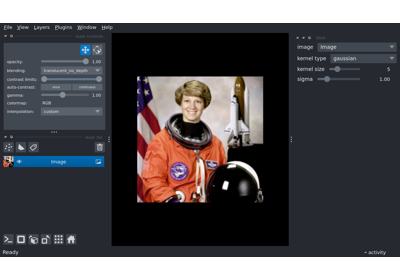 File View Layers Plugins Window Help
opacity: 1.00
blending: translucent_no_depth
contrast limits:
auto-contrast: once continuous
gamma: 1.00
colormap: RGB
interpolation: custom
Image
Ready
image Image
kernel type gaussian
kernel size 5
sigma 1.00
activity